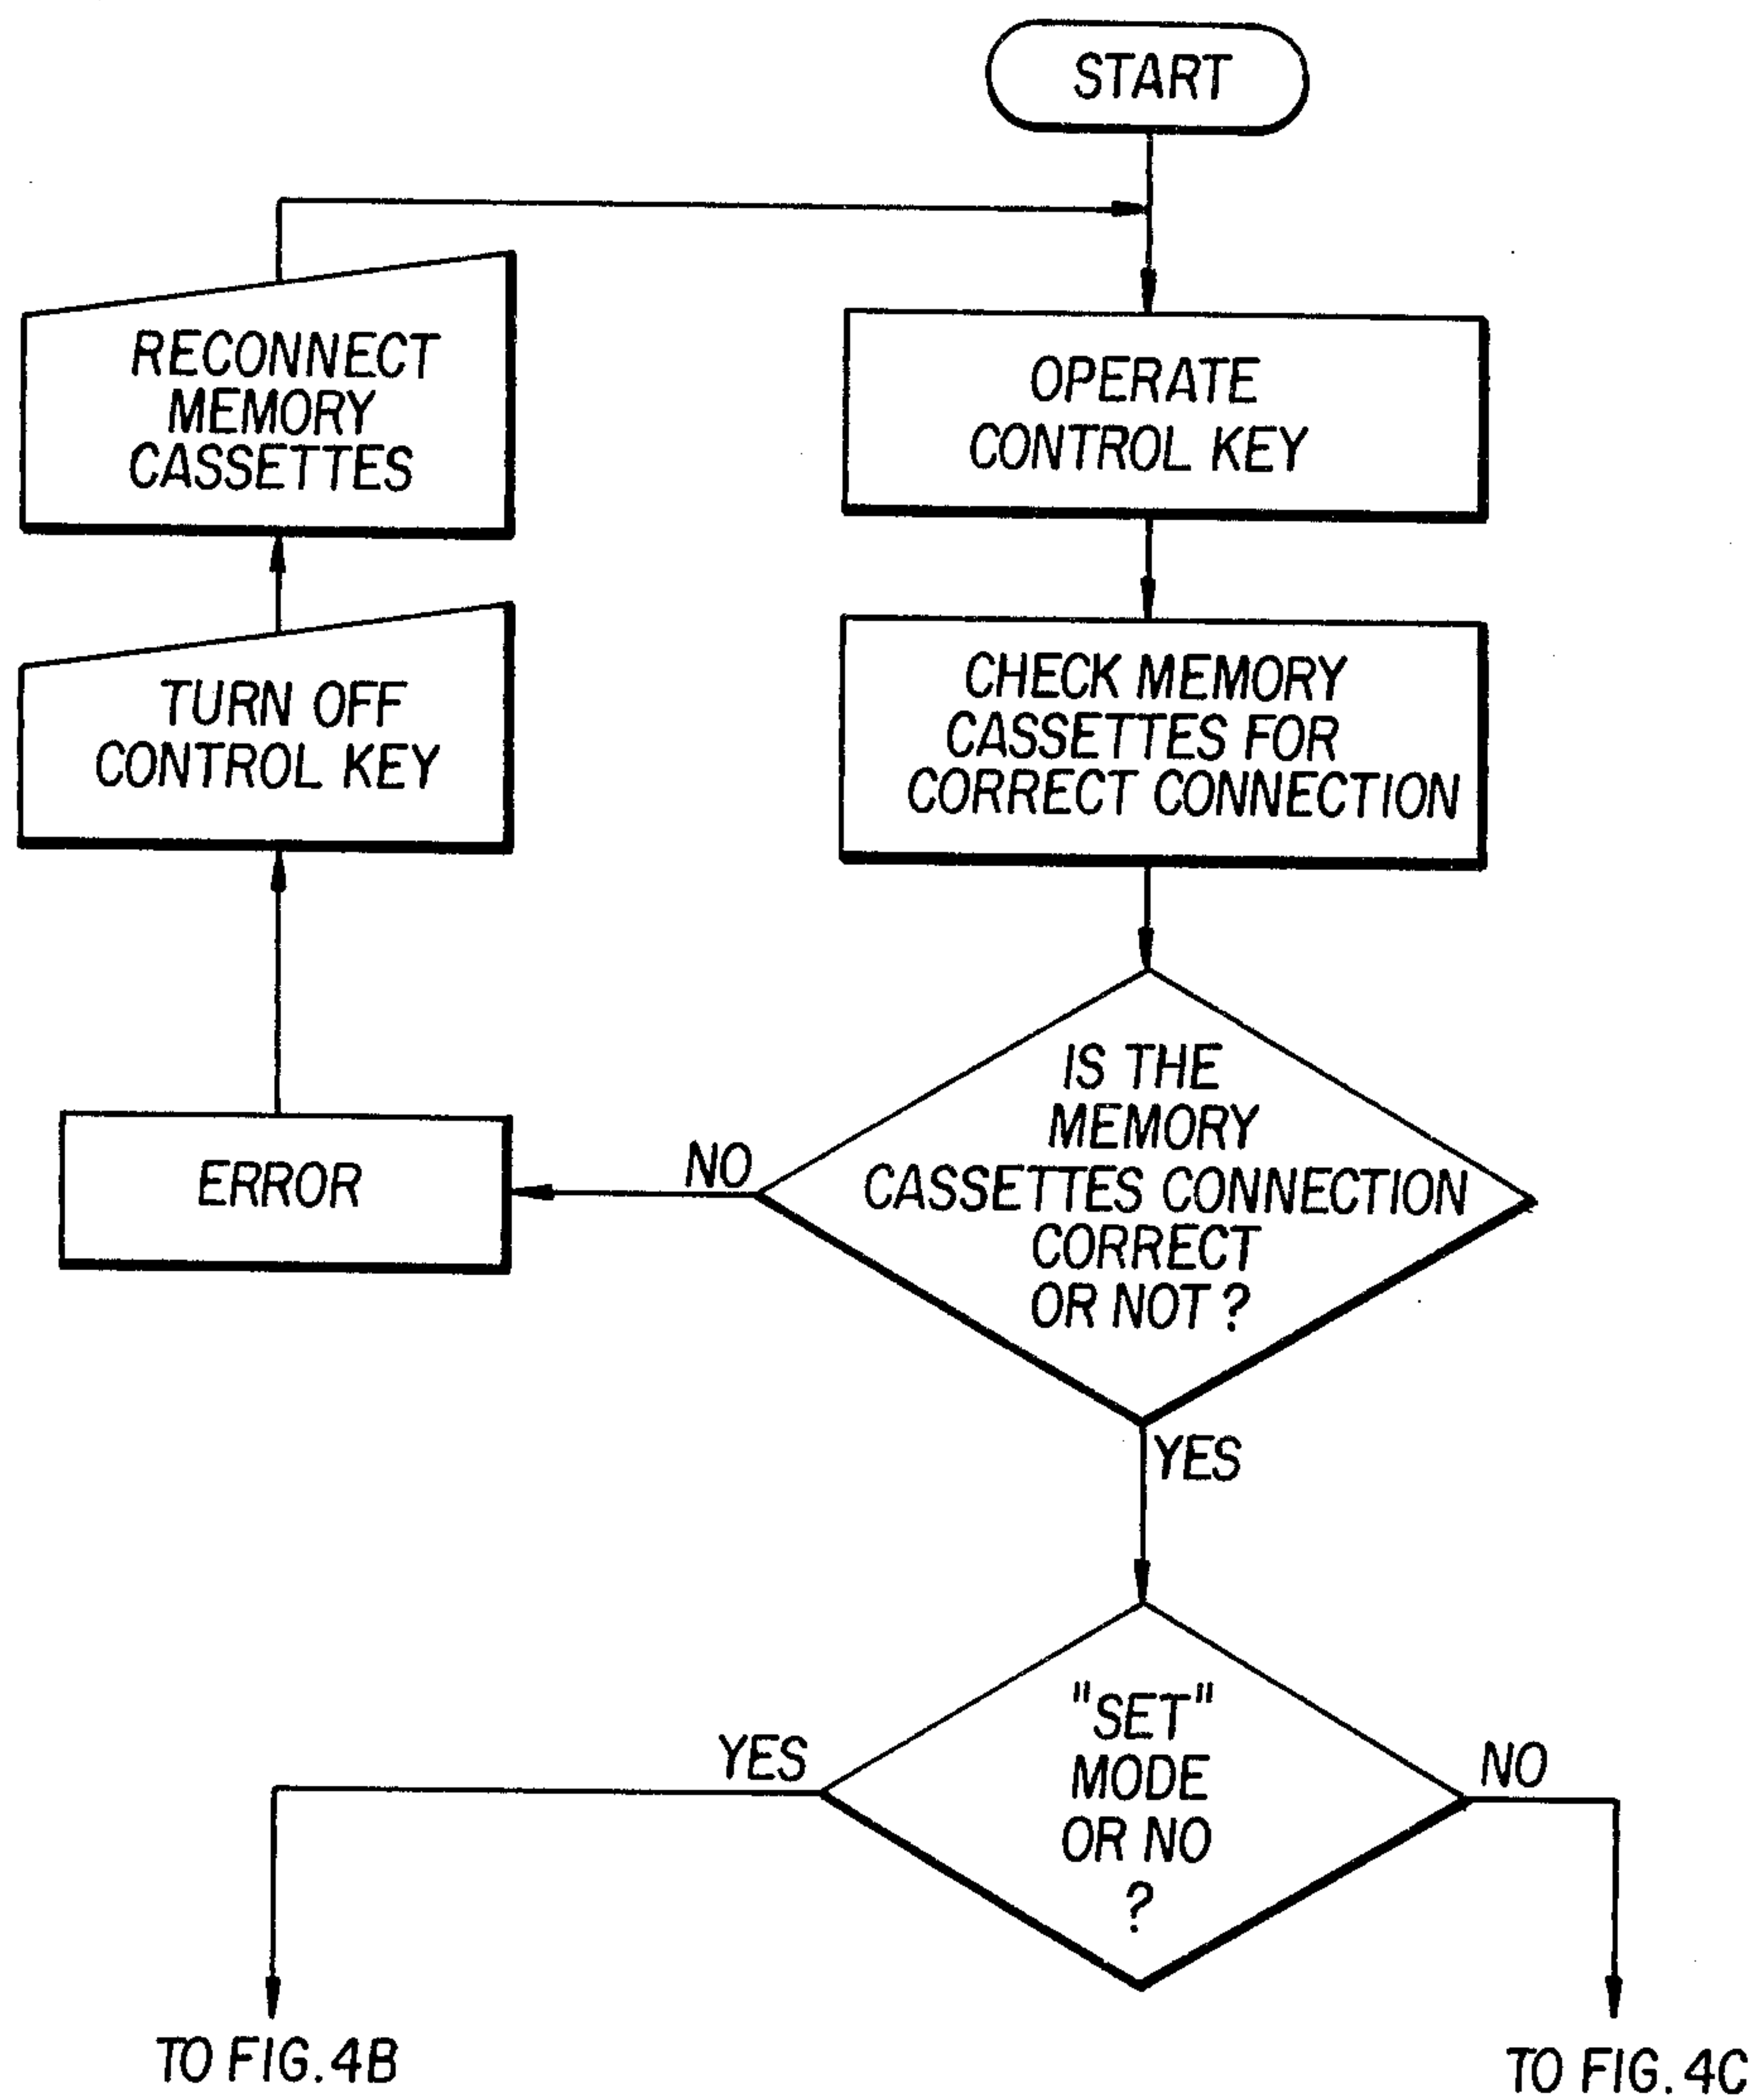 START
RECONNECT
MEMORY
CASSETTES
OPERATE
CONTROL KEY
TURN OFF
CONTROL KEY
CHECK MEMORY
CASSETTES FOR
CORRECT CONNECTION
ERROR
NO
IS THE
MEMORY
CASSETTES CONNECTION
CORRECT
OR NOT ?
YES
YES
"SET"
MODE
OR NO
?
NO
TO FIG. 4B
TO FIG. 4C